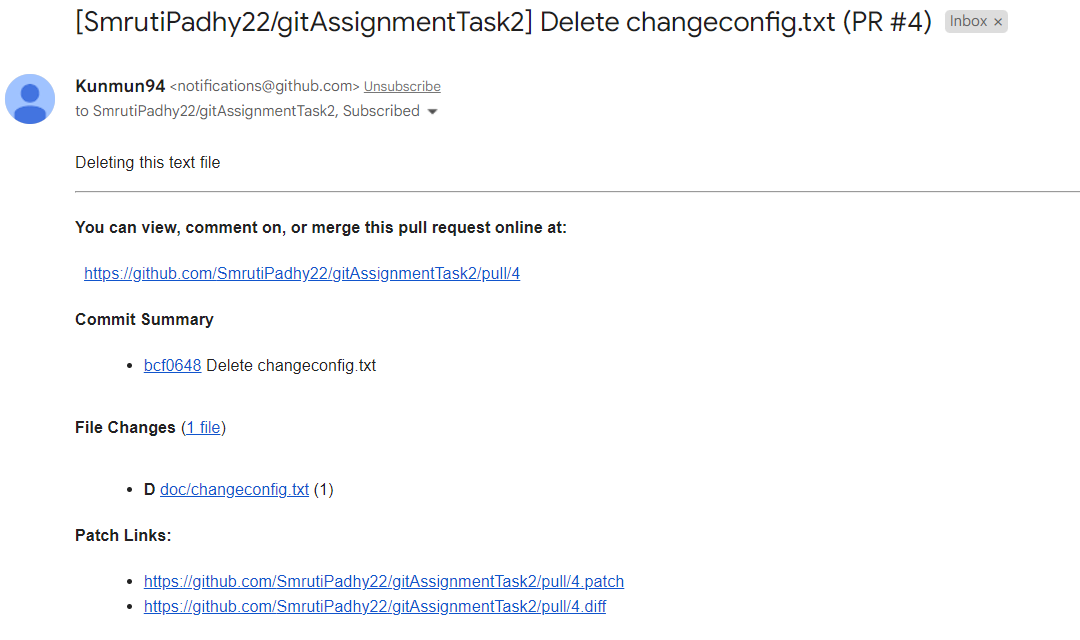 [SmrutiPadhy22/gitAssignmentTask2] Delete changeconfig.txt (PR #4) Inbox ×
Kunmun94 <notifications@github.com> Unsubscribe
to SmrutiPadhy22/gitAssignmentTask2, Subscribed
Deleting this text file
You can view, comment on, or merge this pull request online at:
https://github.com/SmrutiPadhy22/gitAssignmentTask2/pull/4
Commit Summary
• bcf0648 Delete changeconfig.txt
File Changes (1 file)
• D doc/changeconfig.txt (1)
Patch Links:
• https://github.com/SmrutiPadhy22/gitAssignmentTask2/pull/4.patch
• https://github.com/SmrutiPadhy22/gitAssignmentTask2/pull/4.diff